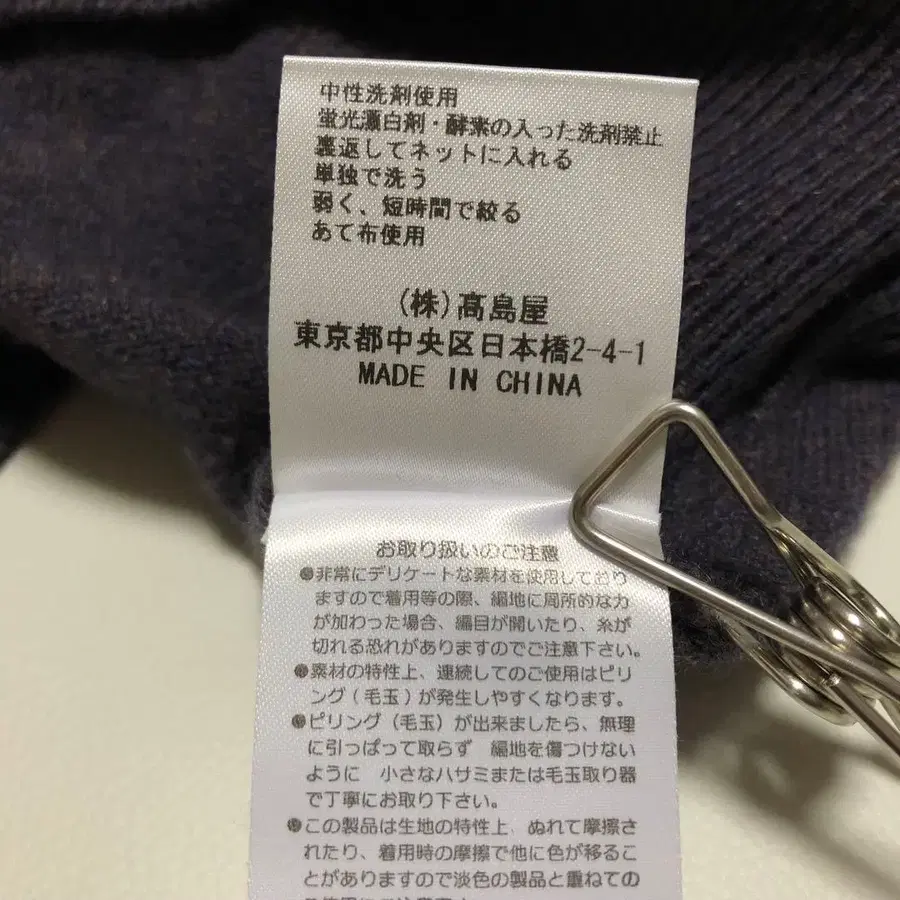 中性洗剤使用
蛍光漂白剤・酵素の入った洗剤禁止
裏返してネットに入れる
単独で洗う
弱く、短時間で絞る
あて布使用
(株)髙島屋
東京都中央区日本橋2-4-1
MADE IN CHINA
お取り扱いのご注意
●非常にデリケートな素材を使用しており
ますので着用等の際、編地に局所的な力
が加わった場合、編目が開いたり、糸が
切れる恐れがありますのでご注意下さい。
●素材の特性上、連続してのご使用はピリ
ング(毛玉)が発生しやすくなります。
●ピリング(毛玉)が出来ましたら、無理
に引っぱって取らず 編地を傷つけない
ように 小さなハサミまたは毛玉取り器
で丁寧にお取り下さい。
●この製品は生地の特性上、ぬれて摩擦さ
れたり、着用時の摩擦で他に色が移るこ
とがありますので淡色の製品と重ねての